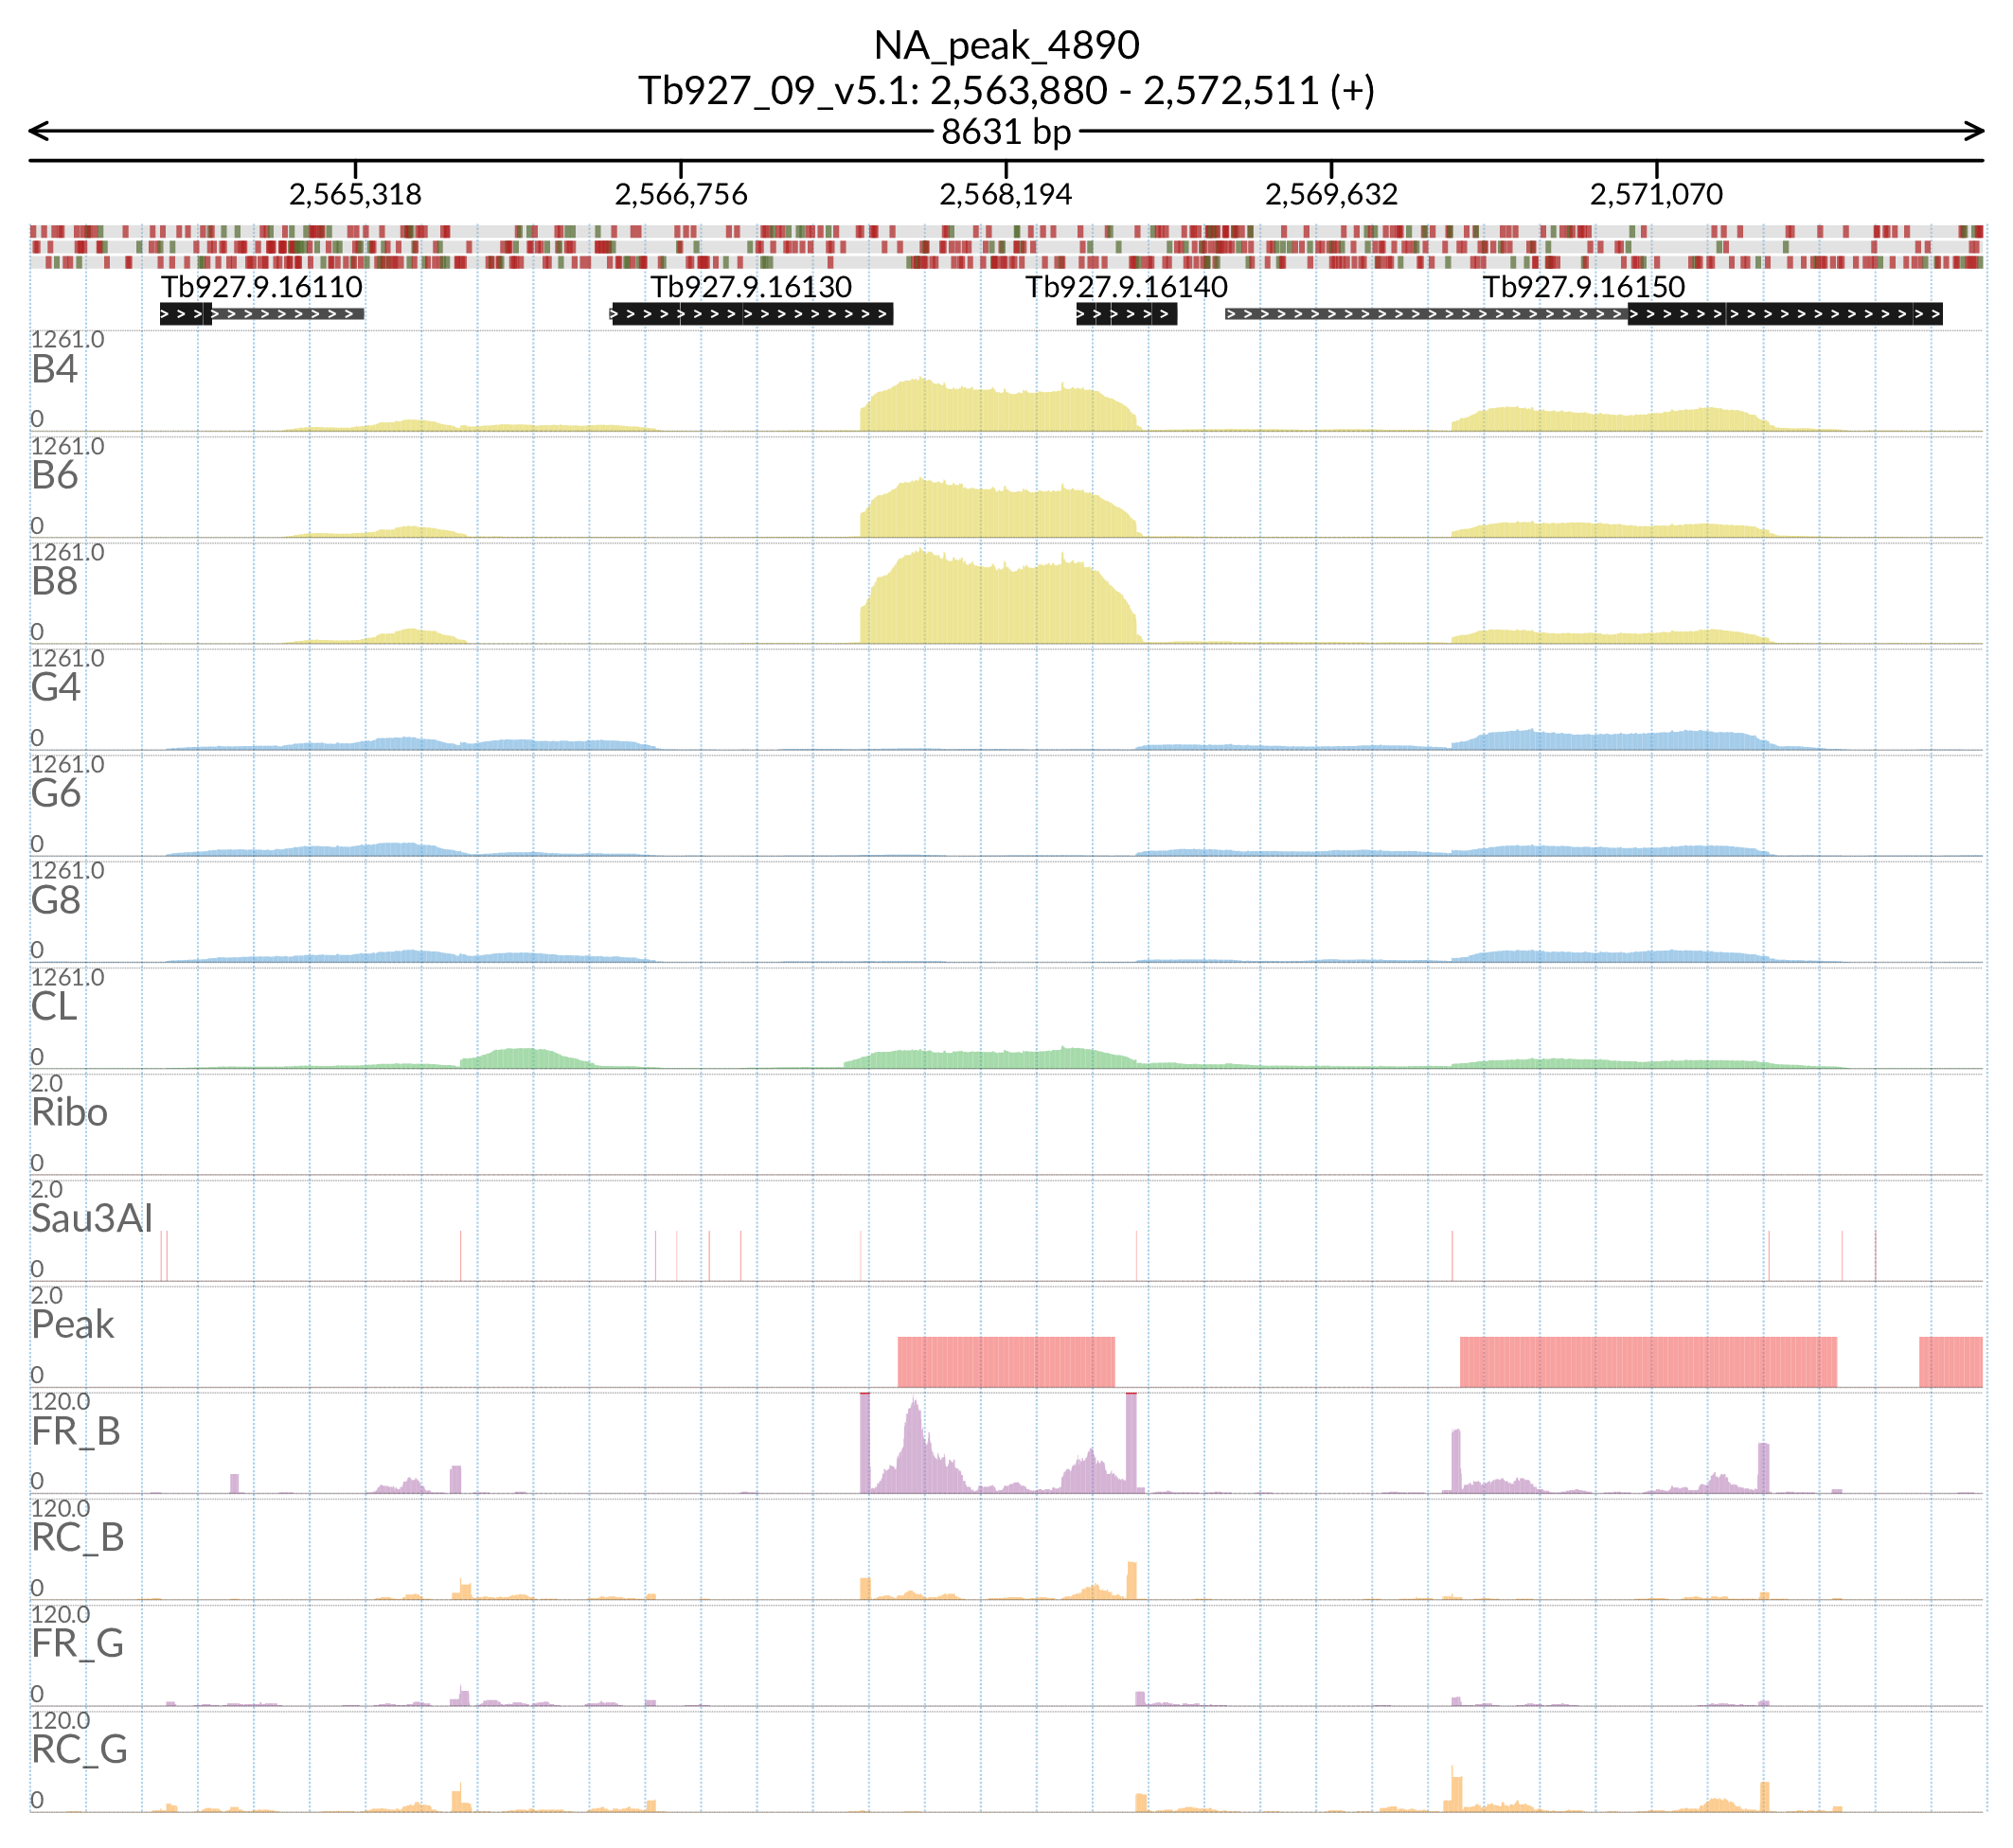 NA_peak_4890
Tb927_09_v5.1: 2,563,880 - 2,572,511 (+)
8631 bp
2,565,318 2,566,756 2,568,194 2,569,632 2,571,070
Tb927.9.16110 Tb927.9.16130 Tb927.9.16140 Tb927.9.16150
1261.0
B4
0
1261.0
B6
0
1261.0
B8
0
1261.0
G4
0
1261.0
G6
0
1261.0
G8
0
1261.0
CL
0
2.0
Ribo
0
2.0
Sau3AI
0
2.0
Peak
0
120.0
FR_B
0
120.0
RC_B
0
120.0
FR_G
0
120.0
RC_G
0